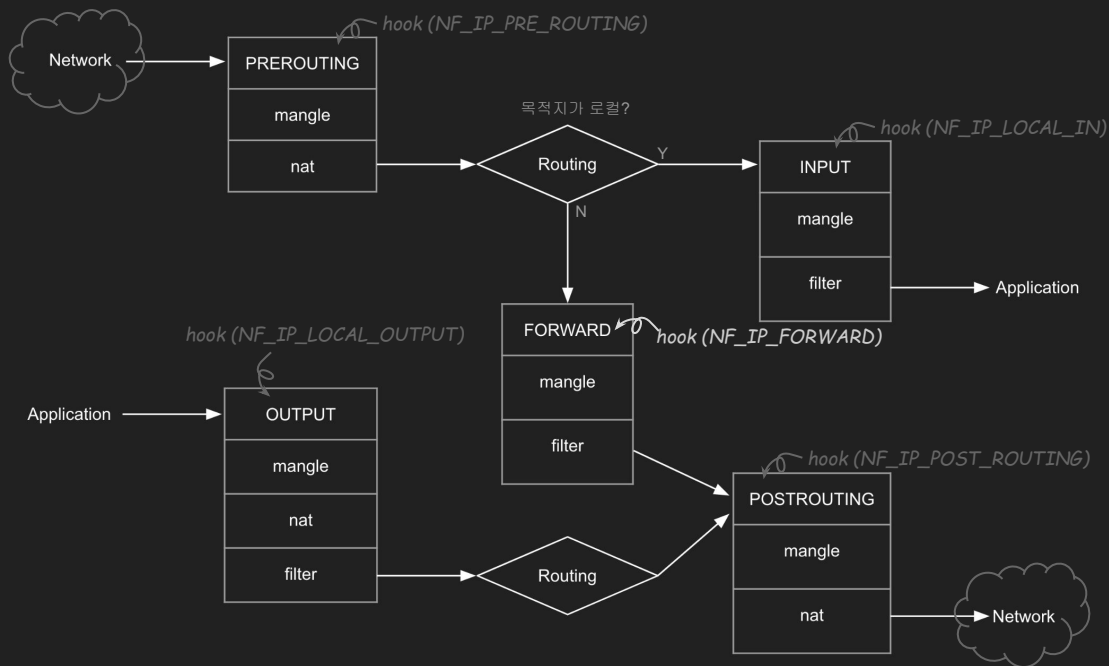 hook (NF_IP_PRE_ROUTING)
Network
PREROUTING
mangle
nat
목적지가 로컬?
Routing
Y
N
hook (NF_IP_LOCAL_IN)
INPUT
mangle
filter
Application
FORWARD
hook (NF_IP_FORWARD)
mangle
filter
hook (NF_IP_LOCAL_OUTPUT)
Application
OUTPUT
mangle
nat
filter
Routing
hook (NF_IP_POST_ROUTING)
POSTROUTING
mangle
nat
Network